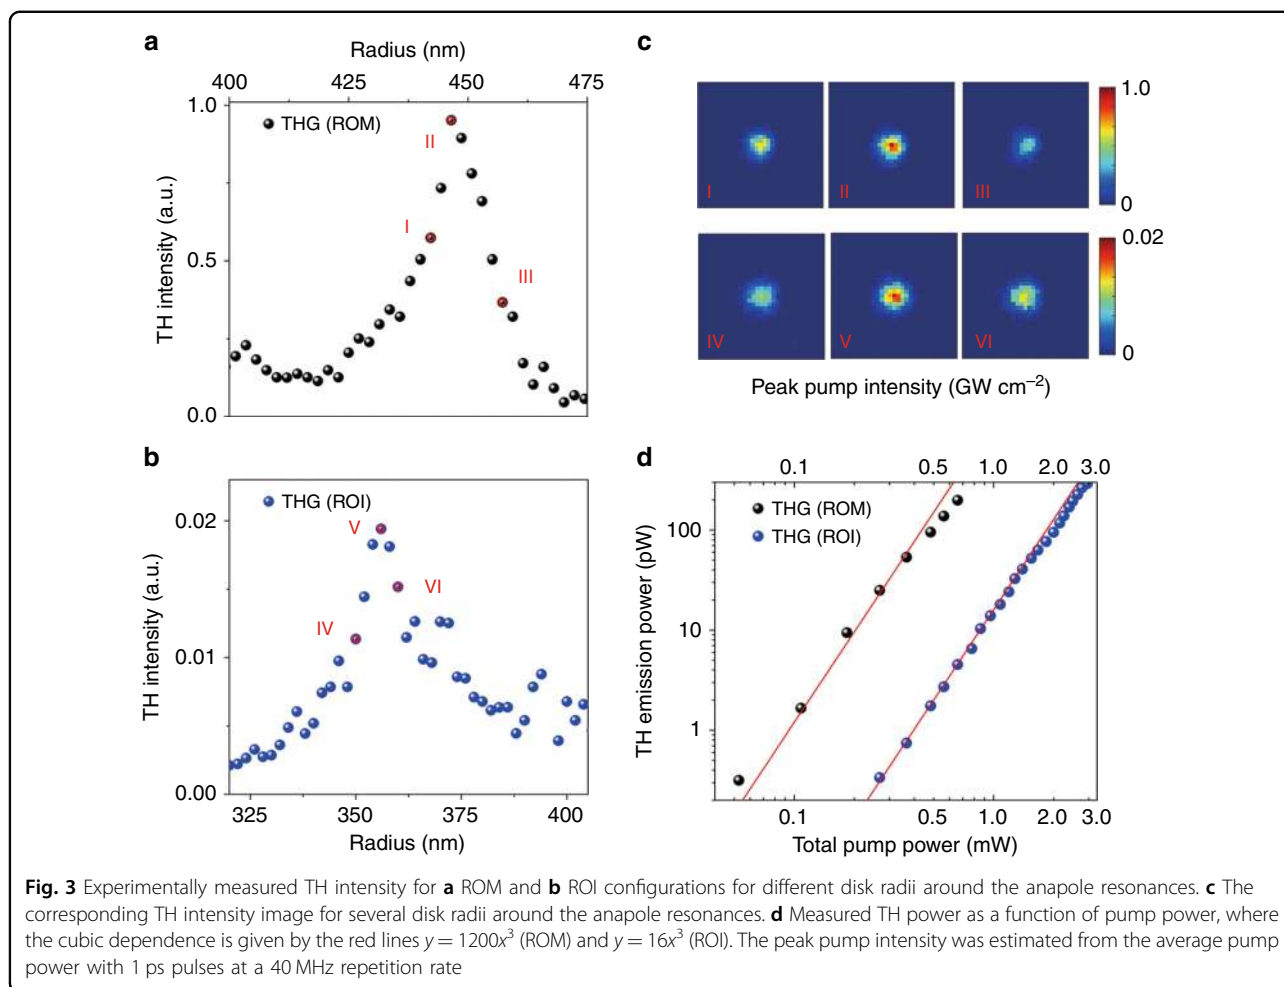 a
Radius (nm)
400 425 450 475
1.0
THG (ROM)
II
I
0.5
III
TH intensity (a.u.)
0.0
b
THG (ROI)
0.02
V
VI
IV
0.01
TH intensity (a.u.)
0.00
325 350 375 400
Radius (nm)
c
I II III
1.0
0
IV V VI
0.02
0
Peak pump intensity (GW cm⁻²)
d
0.1 0.5 1.0 2.0 3.0
THG (ROM)
THG (ROI)
100
10
1
TH emission power (pW)
0.1 0.5 1.0 2.0 3.0
Total pump power (mW)
Fig. 3 Experimentally measured TH intensity for a ROM and b ROI configurations for different disk radii around the anapole resonances. c The
corresponding TH intensity image for several disk radii around the anapole resonances. d Measured TH power as a function of pump power, where
the cubic dependence is given by the red lines y = 1200x³ (ROM) and y = 16x³ (ROI). The peak pump intensity was estimated from the average pump
power with 1 ps pulses at a 40 MHz repetition rate